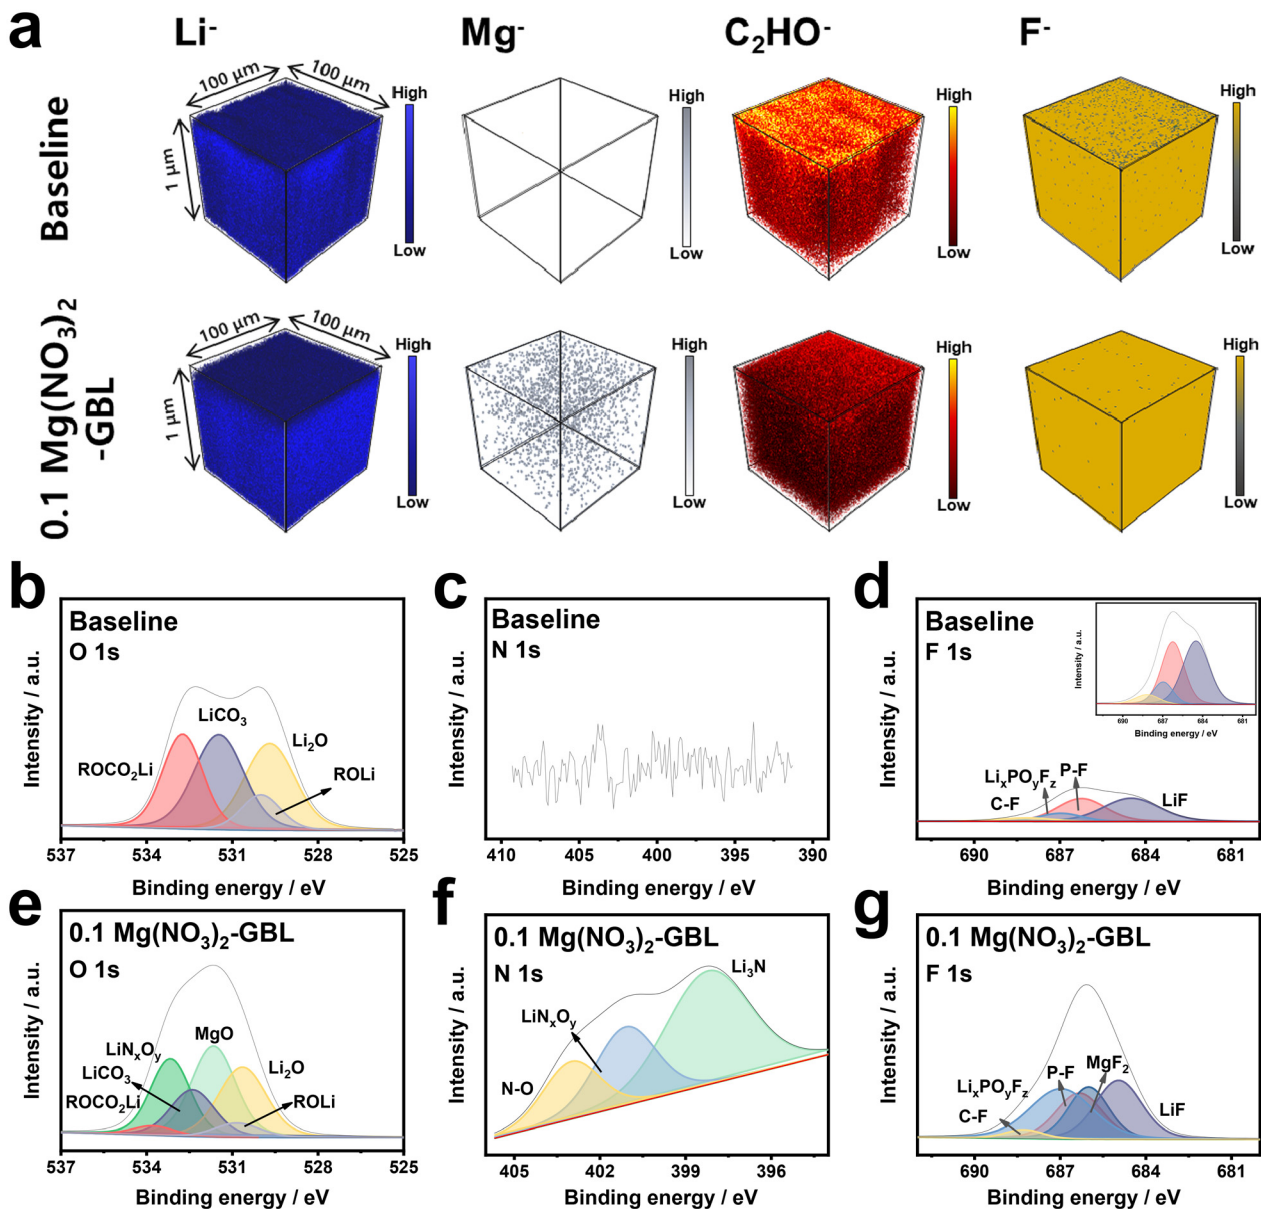 a
Li⁻ Mg⁻ C₂HO⁻ F⁻
Baseline
100 μm 100 μm
1 μm
High
Low
High
Low
High
Low
High
Low
0.1 Mg(NO₃)₂
-GBL
100 μm 100 μm
1 μm
High
Low
High
Low
High
Low
High
Low
b
Baseline
O 1s
Intensity / a.u.
ROCO₂Li
LiCO₃
Li₂O
ROLi
537 534 531 528 525
Binding energy / eV
c
Baseline
N 1s
Intensity / a.u.
410 405 400 395 390
Binding energy / eV
d
Baseline
F 1s
Intensity / a.u.
Intensity / a.u.
690 687 684 681
Binding energy / eV
LiₓPOᵧF_z
P-F
C-F
LiF
690 687 684 681
Binding energy / eV
e
0.1 Mg(NO₃)₂-GBL
O 1s
Intensity / a.u.
LiNₓOᵧ
LiCO₃
ROCO₂Li
MgO
Li₂O
ROLi
537 534 531 528 525
Binding energy / eV
f
0.1 Mg(NO₃)₂-GBL
N 1s
Intensity / a.u.
N-O
LiNₓOᵧ
Li₃N
405 402 399 396
Binding energy / eV
g
0.1 Mg(NO₃)₂-GBL
F 1s
Intensity / a.u.
LiₓPOᵧF_z
C-F
P-F
MgF₂
LiF
690 687 684 681
Binding energy / eV